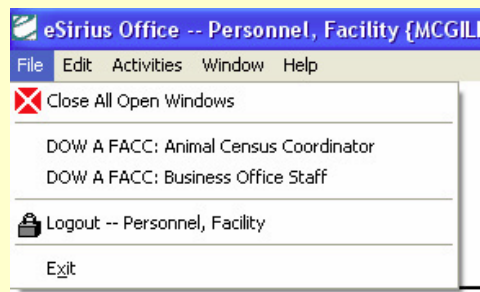 eSirius Office -- Personnel, Facility {MCGILL
File Edit Activities Window Help
Close All Open Windows
DOW A FACC: Animal Census Coordinator
DOW A FACC: Business Office Staff
Logout -- Personnel, Facility
Exit